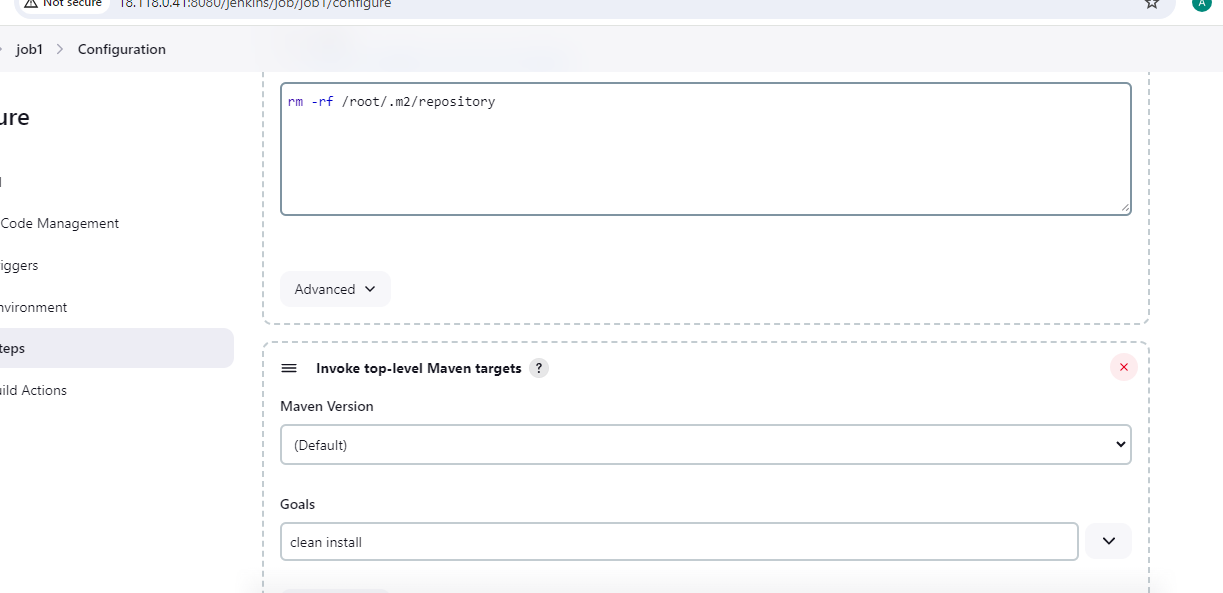 Not secure 18.118.0.41:8080/jenkins/job/job1/configure
A
job1 > Configuration
rm -rf /root/.m2/repository
ure
Code Management
iggers
nvironment
teps
ild Actions
Advanced
Invoke top-level Maven targets ?
Maven Version
(Default)
Goals
clean install